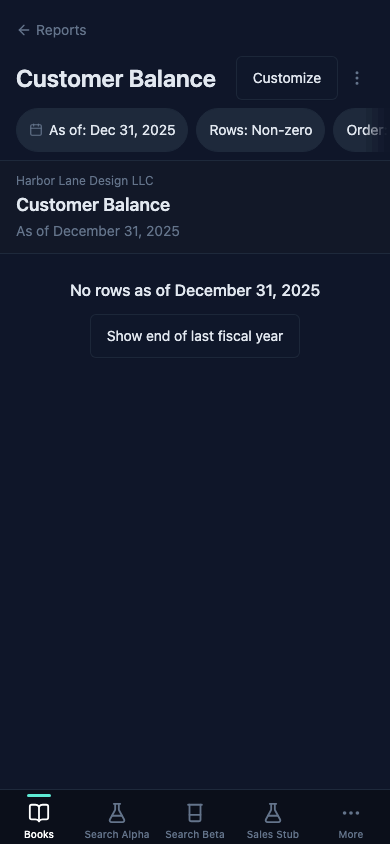 Reports
Customer Balance
Customize
As of: Dec 31, 2025
Rows: Non-zero
Order
Harbor Lane Design LLC
Customer Balance
As of December 31, 2025
No rows as of December 31, 2025
Show end of last fiscal year
Books
Search Alpha
Search Beta
Sales Stub
More